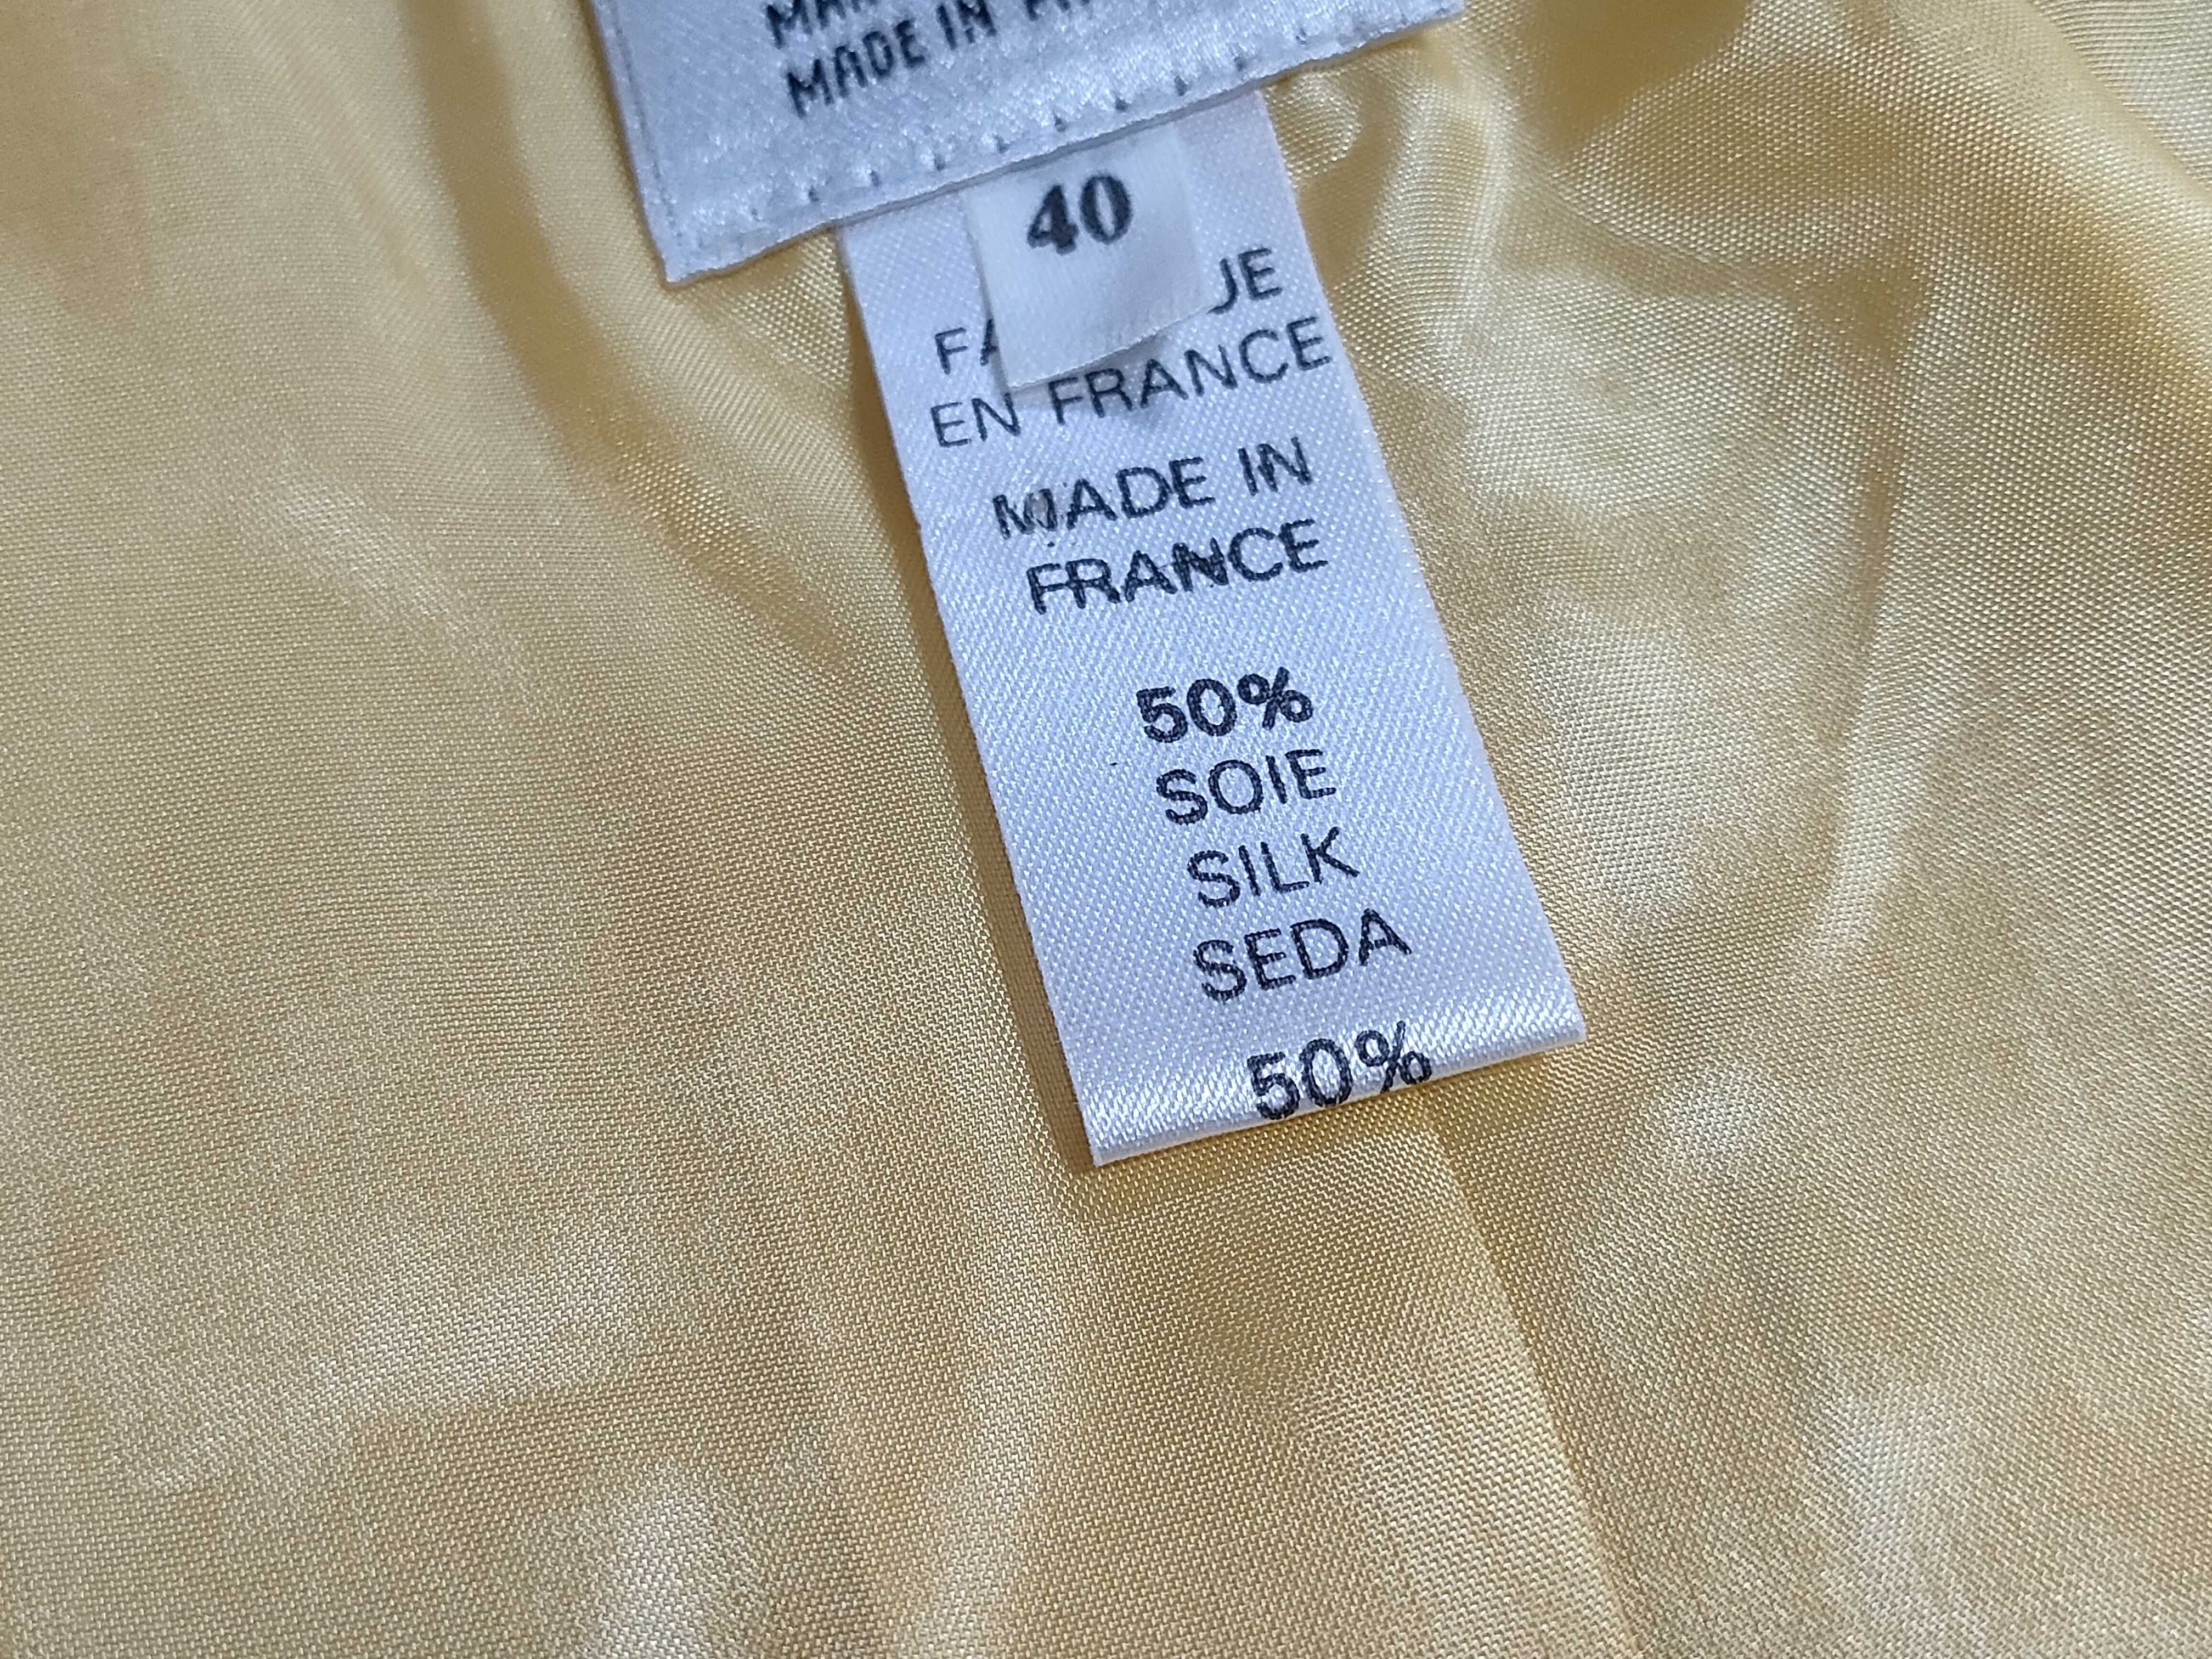 MADE IN
40
EN FRANCE
MADE IN
FRANCE
50%
SOIE
SILK
SEDA
50%